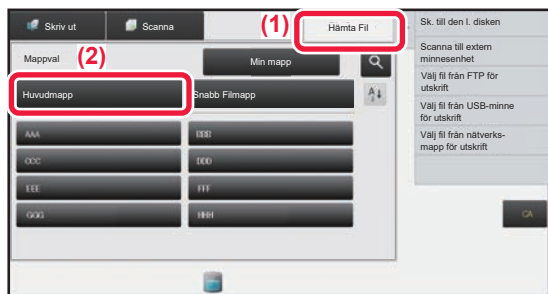 Skriv ut
Scanna
(1)
Hämta Fil
Mappval
(2)
Min mapp
Huvudmapp
Snabb Filmapp
AAA
BBB
CCC
DDD
EEE
FFF
GGG
HHH
Sk. till den l. disken
Scanna till extern
minnesenhet
Välj fil från FTP för
utskrift
Välj fil från USB-minne
för utskrift
Välj fil från nätverks-
mapp för utskrift
CA